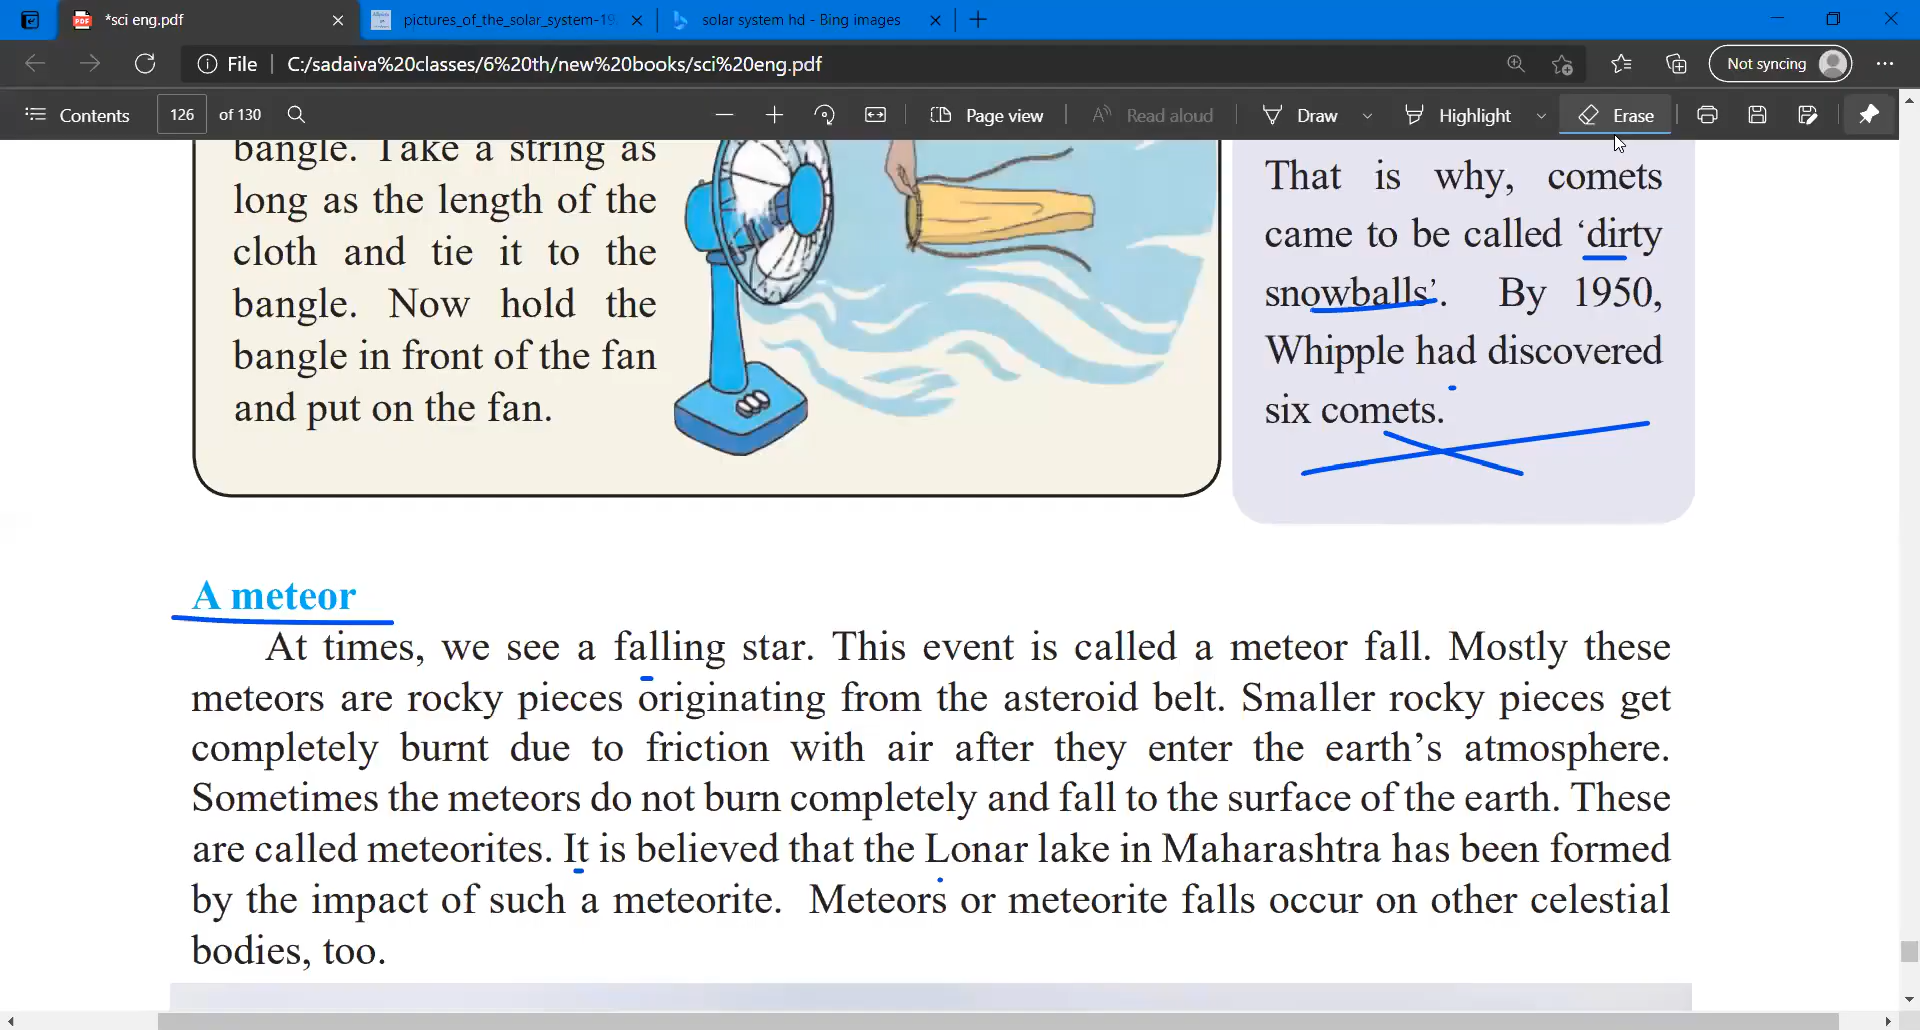 *sci eng.pdf
pictures_of_the_solar_system-19
solar system hd - Bing images
File
C:/sadaiva%20classes/6%20th/new%20books/sci%20eng.pdf
Not syncing
Contents
126
of 130
Page view
Read aloud
Draw
Highlight
Erase
bangle. Take a string as
long as the length of the
cloth and tie it to the
bangle. Now hold the
bangle in front of the fan
and put on the fan.
That is why, comets
came to be called ‘dirty
snowballs’. By 1950,
Whipple had discovered
six comets.
A meteor
At times, we see a falling star. This event is called a meteor fall. Mostly these
meteors are rocky pieces originating from the asteroid belt. Smaller rocky pieces get
completely burnt due to friction with air after they enter the earth’s atmosphere.
Sometimes the meteors do not burn completely and fall to the surface of the earth. These
are called meteorites. It is believed that the Lonar lake in Maharashtra has been formed
by the impact of such a meteorite. Meteors or meteorite falls occur on other celestial
bodies, too.